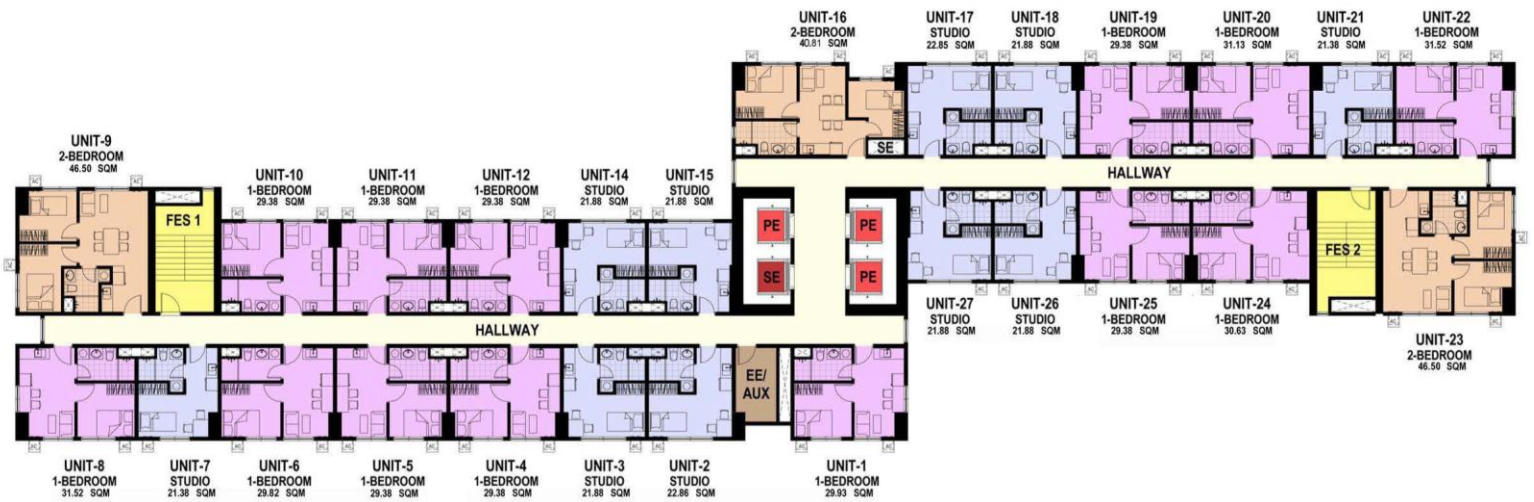 UNIT-16
2-BEDROOM
40.81 SQM
UNIT-17
STUDIO
22.85 SQM
UNIT-18
STUDIO
21.88 SQM
UNIT-19
1-BEDROOM
29.38 SQM
UNIT-20
1-BEDROOM
31.13 SQM
UNIT-21
STUDIO
21.38 SQM
UNIT-22
1-BEDROOM
31.52 SQM
UNIT-9
2-BEDROOM
46.50 SQM
UNIT-10
1-BEDROOM
29.38 SQM
UNIT-11
1-BEDROOM
29.38 SQM
UNIT-12
1-BEDROOM
29.38 SQM
UNIT-14
STUDIO
21.88 SQM
UNIT-15
STUDIO
21.88 SQM
SE
HALLWAY
FES 1
PE
PE
SE
PE
FES 2
HALLWAY
EE/
AUX
UNIT-27
STUDIO
21.88 SQM
UNIT-26
STUDIO
21.88 SQM
UNIT-25
1-BEDROOM
29.38 SQM
UNIT-24
1-BEDROOM
30.63 SQM
UNIT-23
2-BEDROOM
46.50 SQM
UNIT-8
1-BEDROOM
31.52 SQM
UNIT-7
STUDIO
21.38 SQM
UNIT-6
1-BEDROOM
29.82 SQM
UNIT-5
1-BEDROOM
29.38 SQM
UNIT-4
1-BEDROOM
29.38 SQM
UNIT-3
STUDIO
21.88 SQM
UNIT-2
STUDIO
22.86 SQM
UNIT-1
1-BEDROOM
29.93 SQM